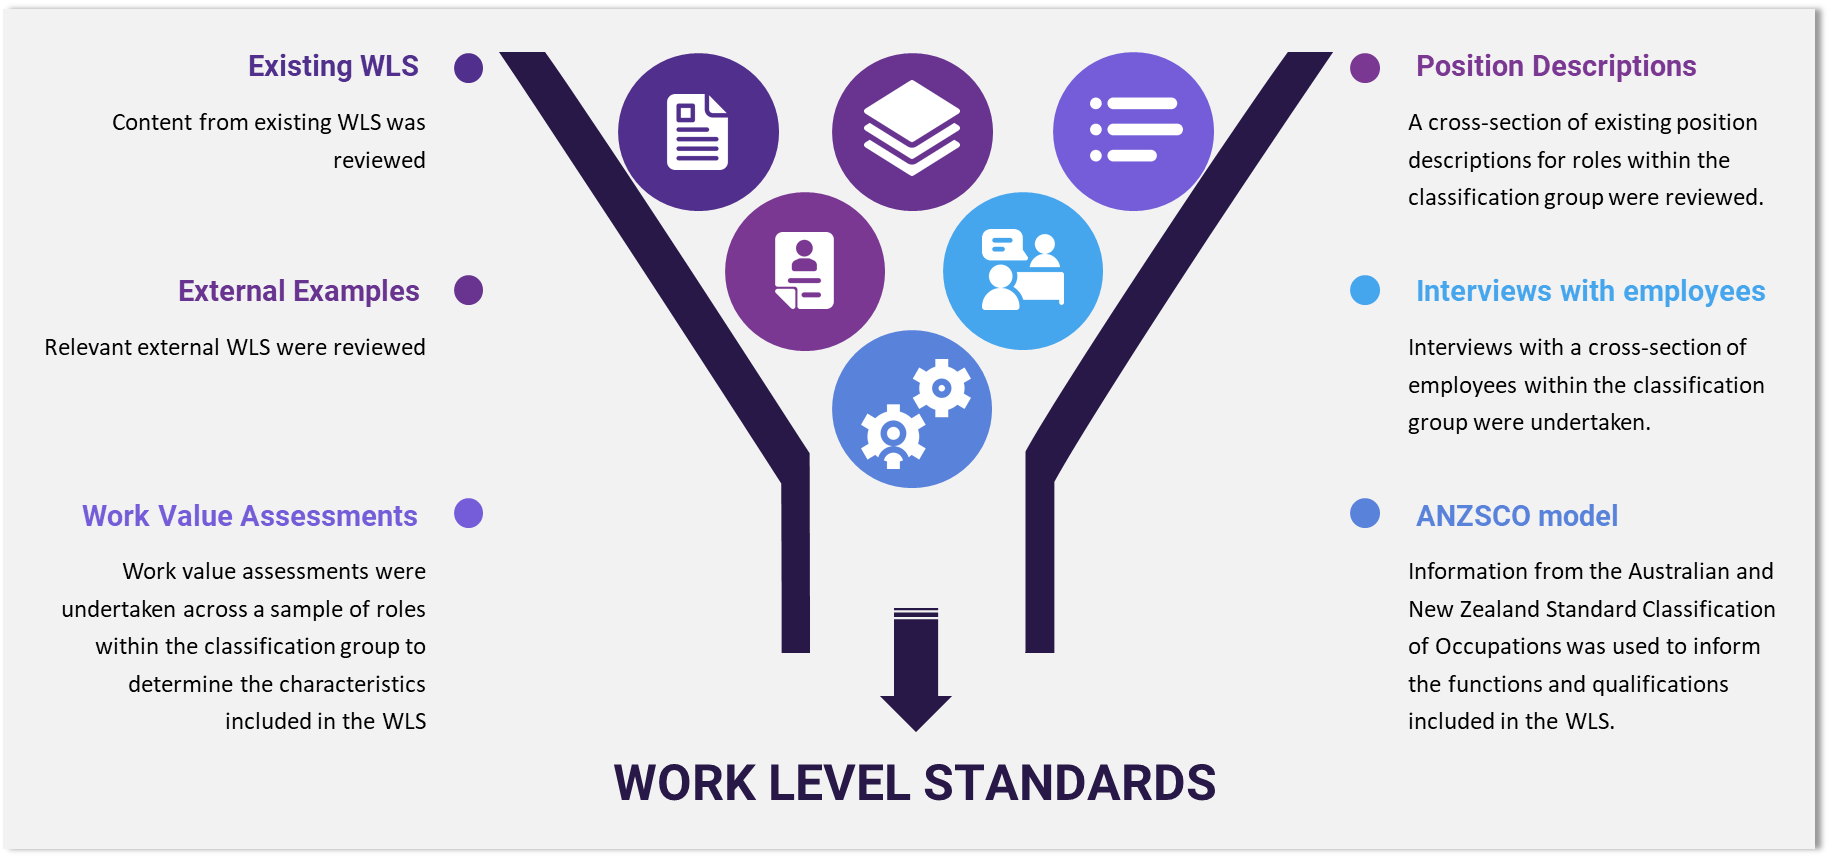 Existing WLS
Content from existing WLS was
reviewed
External Examples
Relevant external WLS were reviewed
Work Value Assessments
Work value assessments were
undertaken across a sample of roles
within the classification group to
determine the characteristics
included in the WLS
Position Descriptions
A cross-section of existing position
descriptions for roles within the
classification group were reviewed.
Interviews with employees
Interviews with a cross-section of
employees within the classification
group were undertaken.
ANZSCO model
Information from the Australian and
New Zealand Standard Classification
of Occupations was used to inform
the functions and qualifications
included in the WLS.
WORK LEVEL STANDARDS